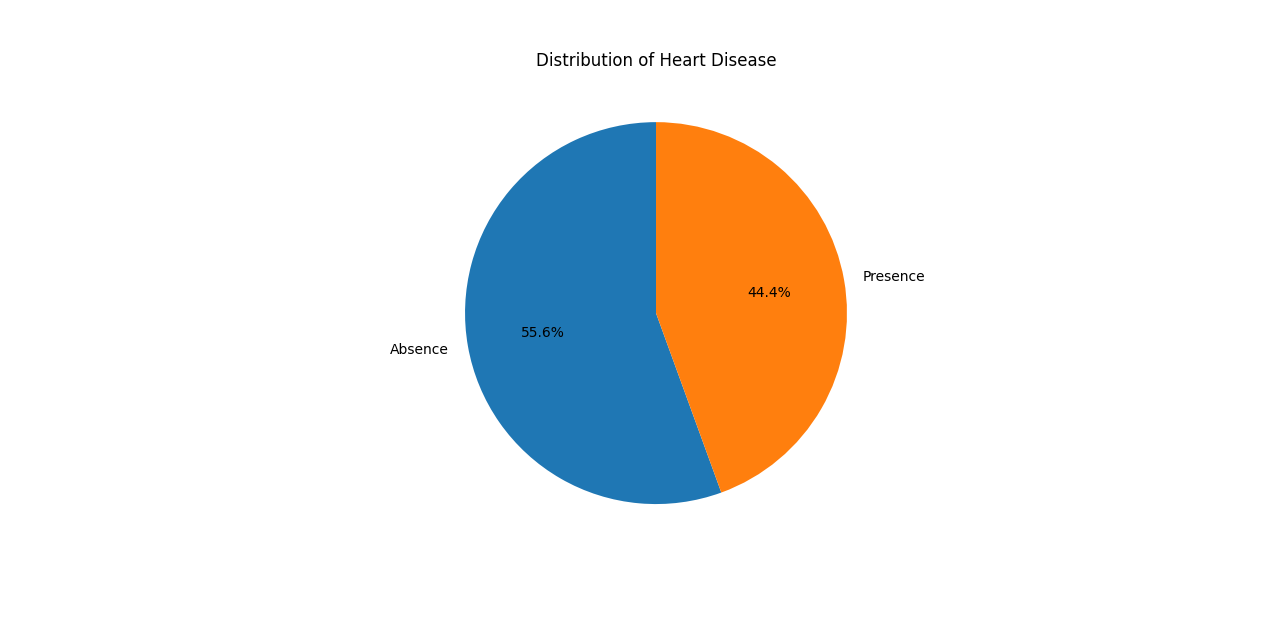 Distribution of Heart Disease
Presence
44.4%
55.6%
Absence